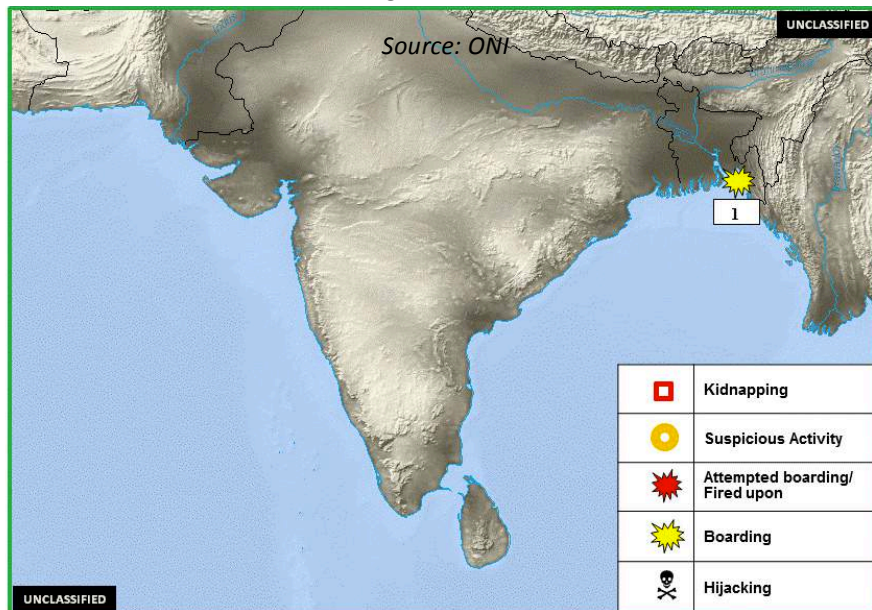 UNCLASSIFIED
Source: ONI
1
Kidnapping
Suspicious Activity
Attempted boarding/
Fired upon
Boarding
Hijacking
UNCLASSIFIED